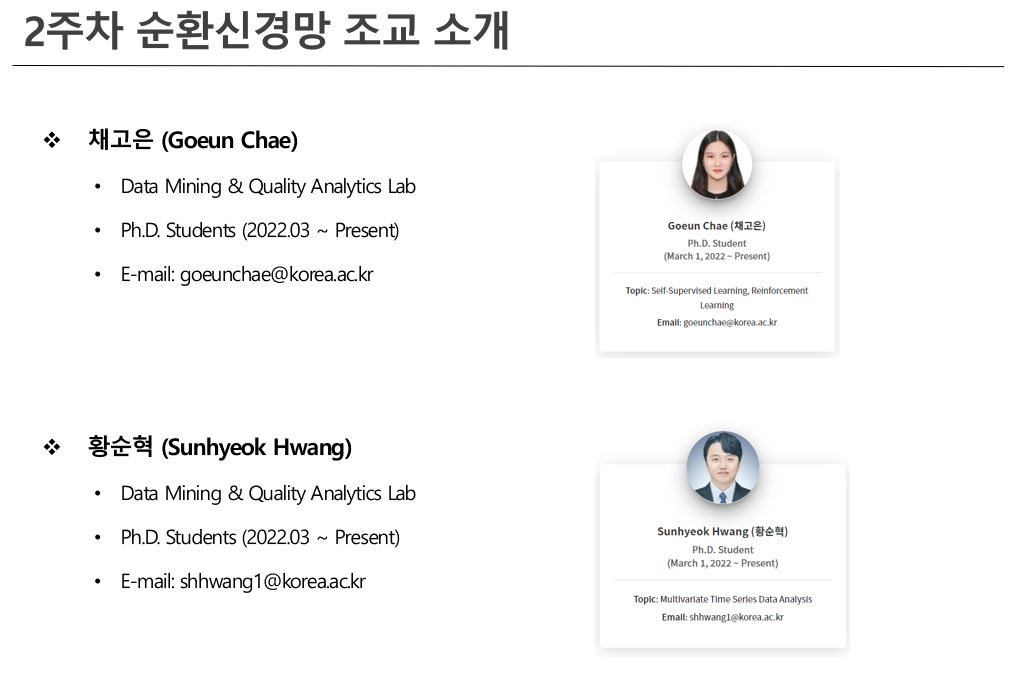 2주차 순환신경망 조교 소개
❖ 채고은 (Goeun Chae)
• Data Mining & Quality Analytics Lab
• Ph.D. Students (2022.03 ~ Present)
• E-mail: goeunchae@korea.ac.kr
Goeun Chae (채고은)
Ph.D. Student
(March 1, 2022 ~ Present)
Topic: Self-Supervised Learning, Reinforcement
Learning
Email: goeunchae@korea.ac.kr
❖ 황순혁 (Sunhyeok Hwang)
• Data Mining & Quality Analytics Lab
• Ph.D. Students (2022.03 ~ Present)
• E-mail: shhwang1@korea.ac.kr
Sunhyeok Hwang (황순혁)
Ph.D. Student
(March 1, 2022 ~ Present)
Topic: Multivariate Time Series Data Analysis
Email: shhwang1@korea.ac.kr